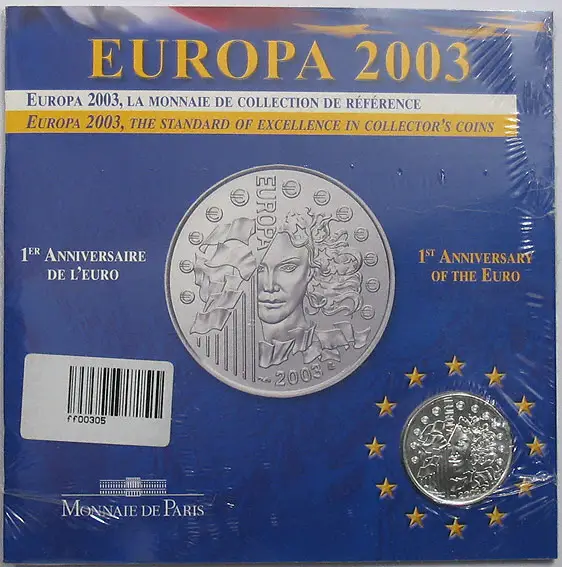 EUROPA 2003
EUROPA 2003, LA MONNAIE DE COLLECTION DE RÉFÉRENCE
EUROPA 2003, THE STANDARD OF EXCELLENCE IN COLLECTOR'S COINS
EUROPA
1ER ANNIVERSAIRE
DE L'EURO
1ST ANNIVERSARY
OF THE EURO
2003
ff00305
MONNAIE DE PARIS